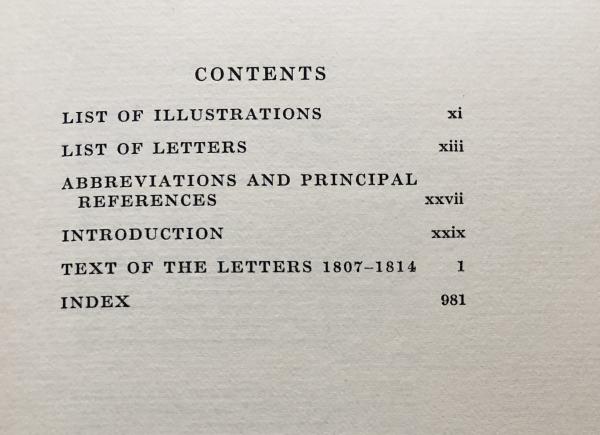 CONTENTS
LIST OF ILLUSTRATIONS xi
LIST OF LETTERS xiii
ABBREVIATIONS AND PRINCIPAL
REFERENCES xxvii
INTRODUCTION xxix
TEXT OF THE LETTERS 1807–1814 1
INDEX 981